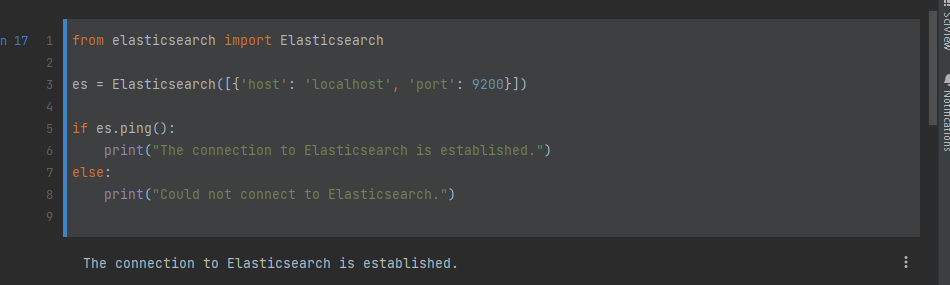 SciView
n 17
1 from elasticsearch import Elasticsearch
2
3 es = Elasticsearch([{'host': 'localhost', 'port': 9200}])
4
5 if es.ping():
6     print("The connection to Elasticsearch is established.")
7 else:
8     print("Could not connect to Elasticsearch.")
9
Notifications
The connection to Elasticsearch is established.